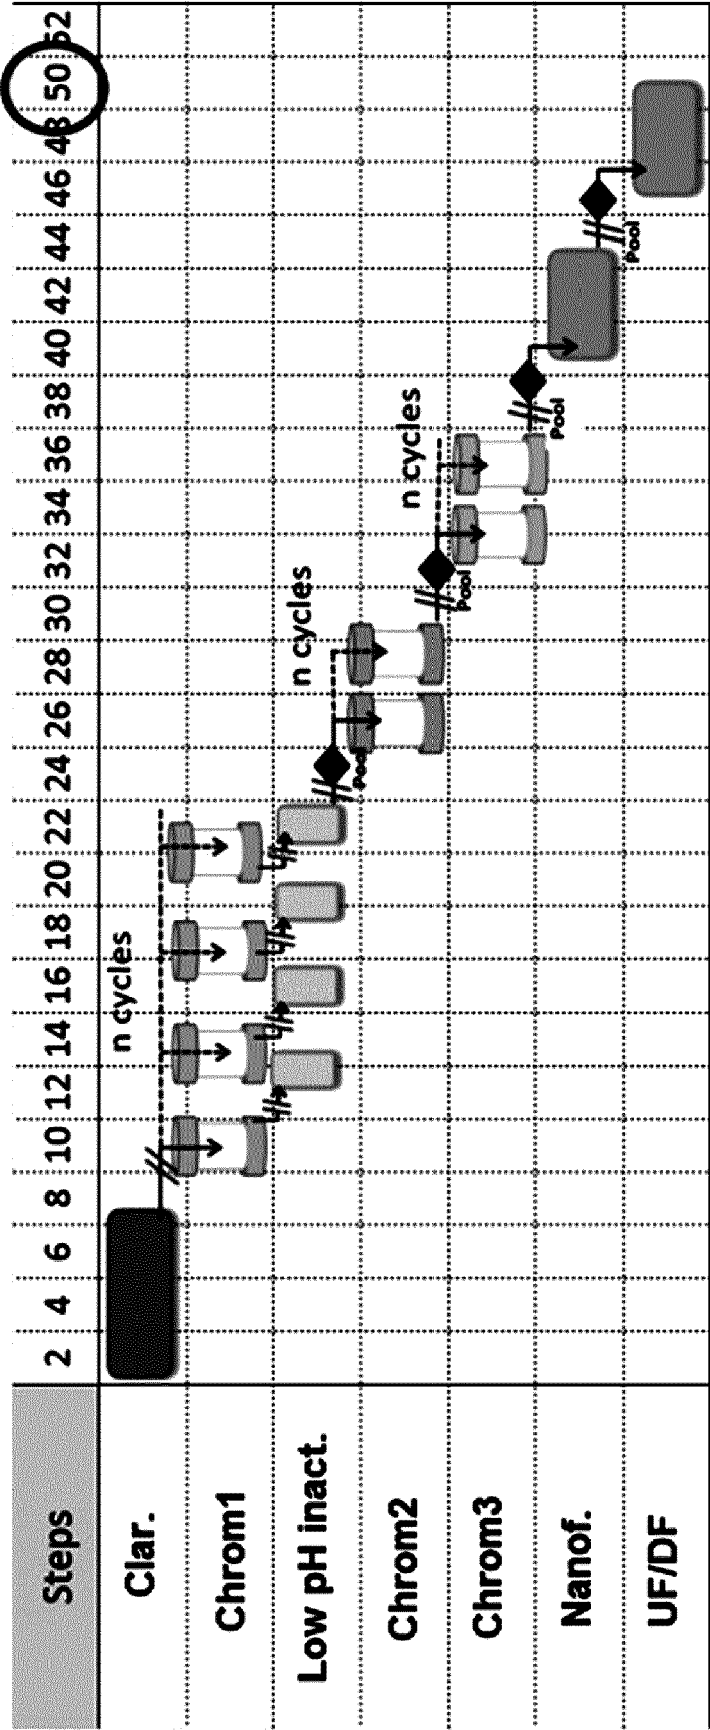 Steps 2 4 6 8 10 12 14 16 18 20 22 24 26 28 30 32 34 36 38 40 42 44 46 48 50 52
Clar.
n cycles
Chrom1
Low pH inact.
n cycles
Pool
Chrom2
n cycles
Pool
Chrom3
Pool
Nanof.
Pool
UF/DF